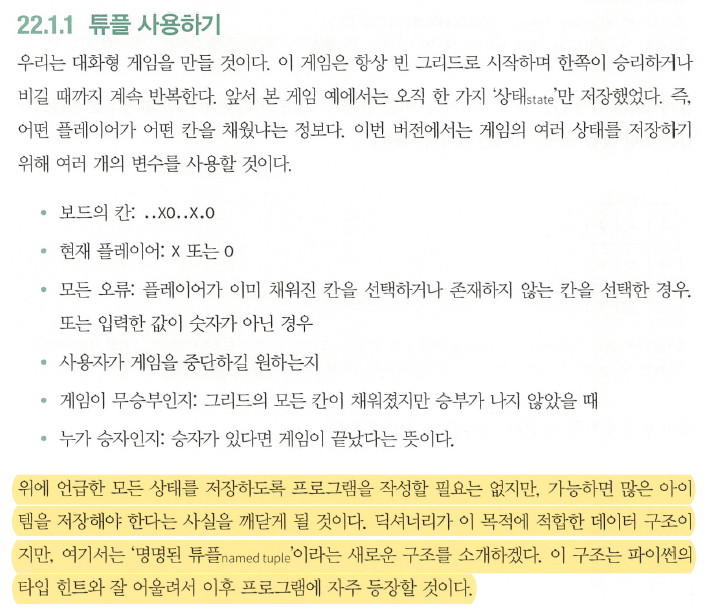 22.1.1 튜플 사용하기
우리는 대화형 게임을 만들 것이다. 이 게임은 항상 빈 그리드로 시작하며 한쪽이 승리하거나
비길 때까지 계속 반복한다. 앞서 본 게임 예에서는 오직 한 가지 ‘상태state’만 저장했었다. 즉,
어떤 플레이어가 어떤 칸을 채웠냐는 정보다. 이번 버전에서는 게임의 여러 상태를 저장하기
위해 여러 개의 변수를 사용할 것이다.
• 보드의 칸: ..XO..X.O
• 현재 플레이어: X 또는 O
• 모든 오류: 플레이어가 이미 채워진 칸을 선택하거나 존재하지 않는 칸을 선택한 경우.
또는 입력한 값이 숫자가 아닌 경우
• 사용자가 게임을 중단하길 원하는지
• 게임이 무승부인지: 그리드의 모든 칸이 채워졌지만 승부가 나지 않았을 때
• 누가 승자인지: 승자가 있다면 게임이 끝났다는 뜻이다.
위에 언급한 모든 상태를 저장하도록 프로그램을 작성할 필요는 없지만, 가능하면 많은 아이
템을 저장해야 한다는 사실을 깨닫게 될 것이다. 딕셔너리가 이 목적에 적합한 데이터 구조이
지만, 여기서는 ‘명명된 튜플named tuple’이라는 새로운 구조를 소개하겠다. 이 구조는 파이썬의
타입 힌트와 잘 어울려서 이후 프로그램에 자주 등장할 것이다.